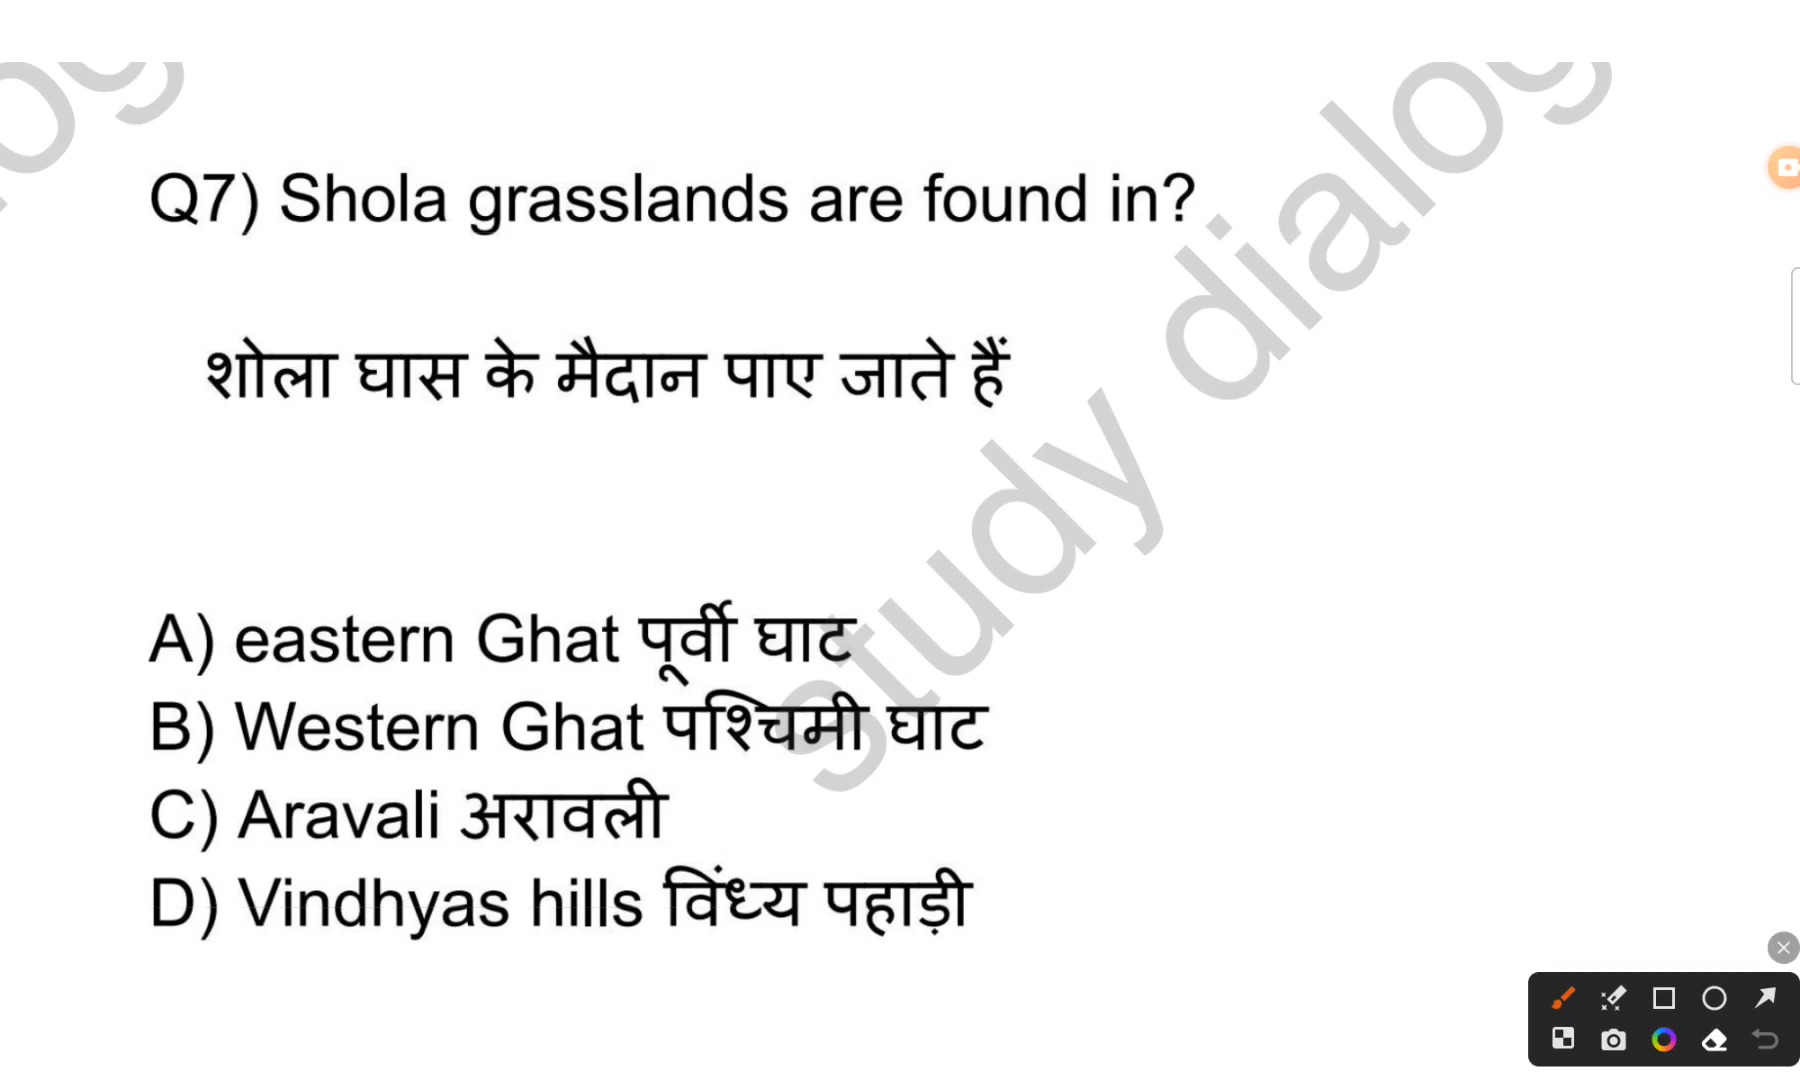 Q7) Shola grasslands are found in?
शोला घास के मैदान पाए जाते हैं
A) eastern Ghat पूर्वी घाट
B) Western Ghat पश्चिमी घाट
C) Aravali अरावली
D) Vindhyas hills विंध्य पहाड़ी
study dialog